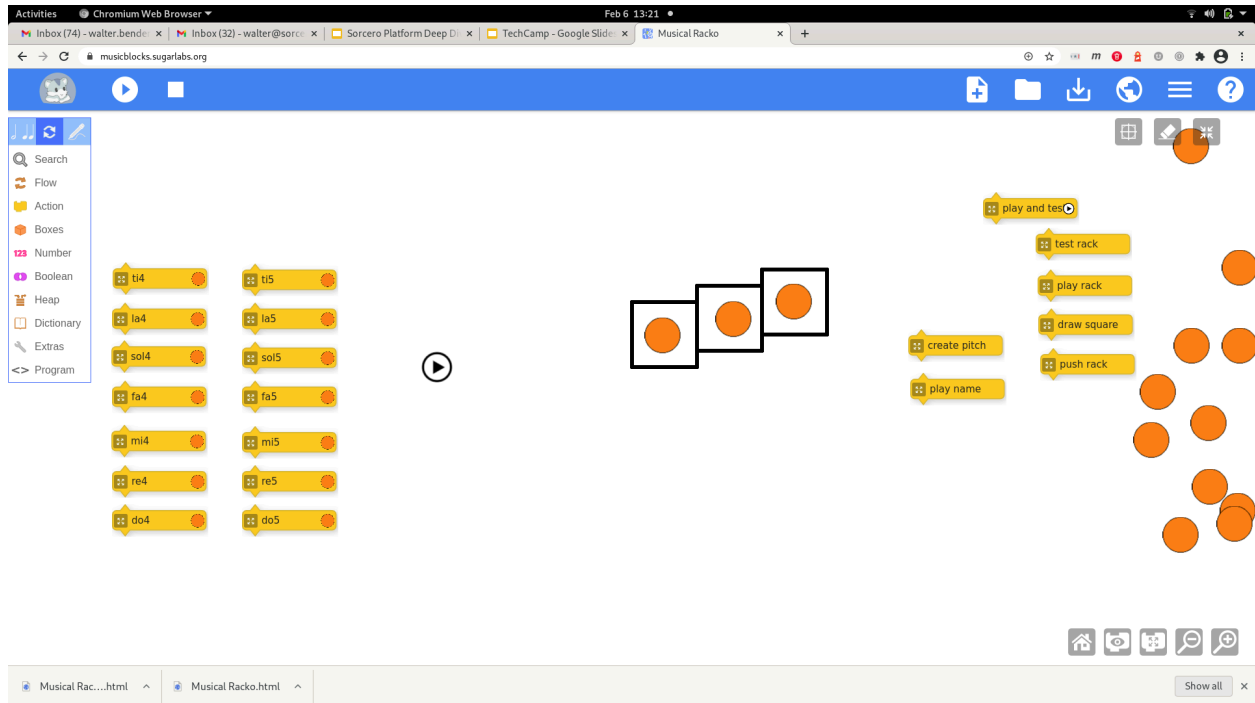 Activities Chromium Web Browser Feb 6 13:21
Inbox (74) - walter.bende Inbox (32) - walter@sorce Sorcero Platform Deep D TechCamp - Google Slide Musical Racko
musicblocks.sugarlabs.org
Search
Flow
Action
Boxes
123 Number
Boolean
Heap
Dictionary
Extras
<> Program
ti4 ti5
la4 la5
sol4 sol5
fa4 fa5
mi4 mi5
re4 re5
do4 do5
play and tes
test rack
play rack
draw square
create pitch
push rack
play name
Musical Rac....html Musical Racko.html Show all